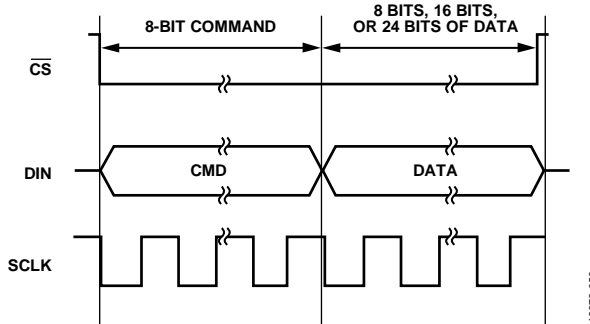 8-BIT COMMAND
8 BITS, 16 BITS,
OR 24 BITS OF DATA
CS
DIN
CMD
DATA
SCLK